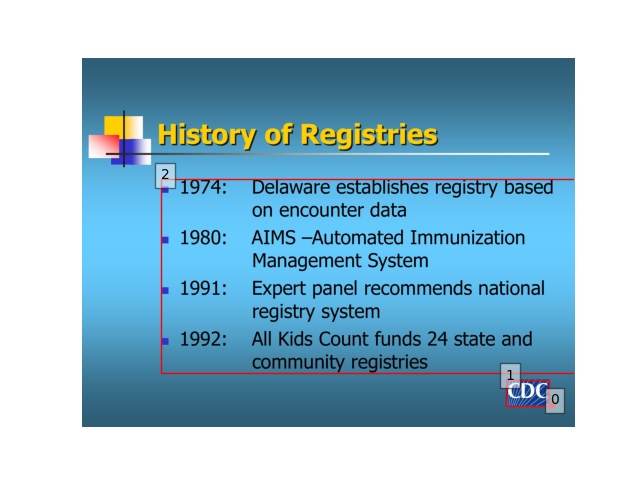 History of Registries
1974: Delaware establishes registry based
on encounter data
1980: AIMS –Automated Immunization
Management System
1991: Expert panel recommends national
registry system
1992: All Kids Count funds 24 state and
community registries
CDC
2
1
0